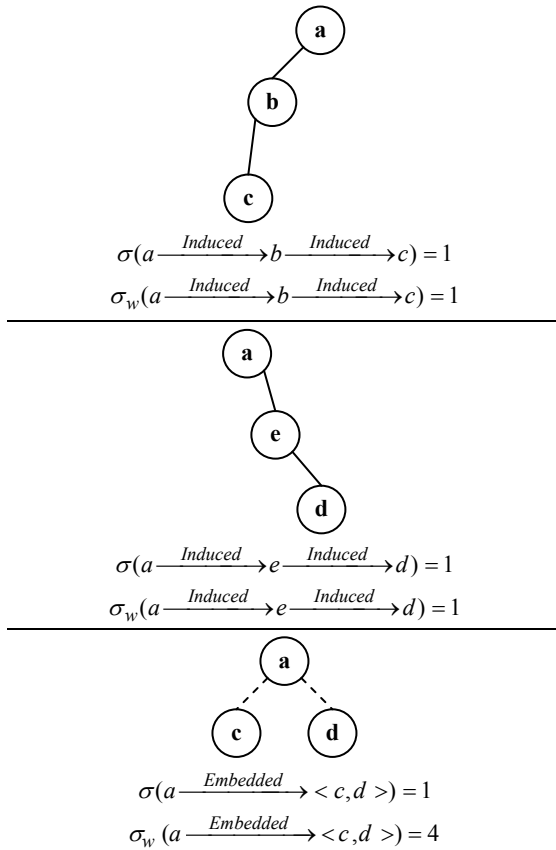 a
b
c
σ(a —Induced→ b —Induced→ c) = 1
σ_w(a —Induced→ b —Induced→ c) = 1
a
e
d
σ(a —Induced→ e —Induced→ d) = 1
σ_w(a —Induced→ e —Induced→ d) = 1
a
c d
σ(a —Embedded→ < c, d >) = 1
σ_w (a —Embedded→ < c, d >) = 4